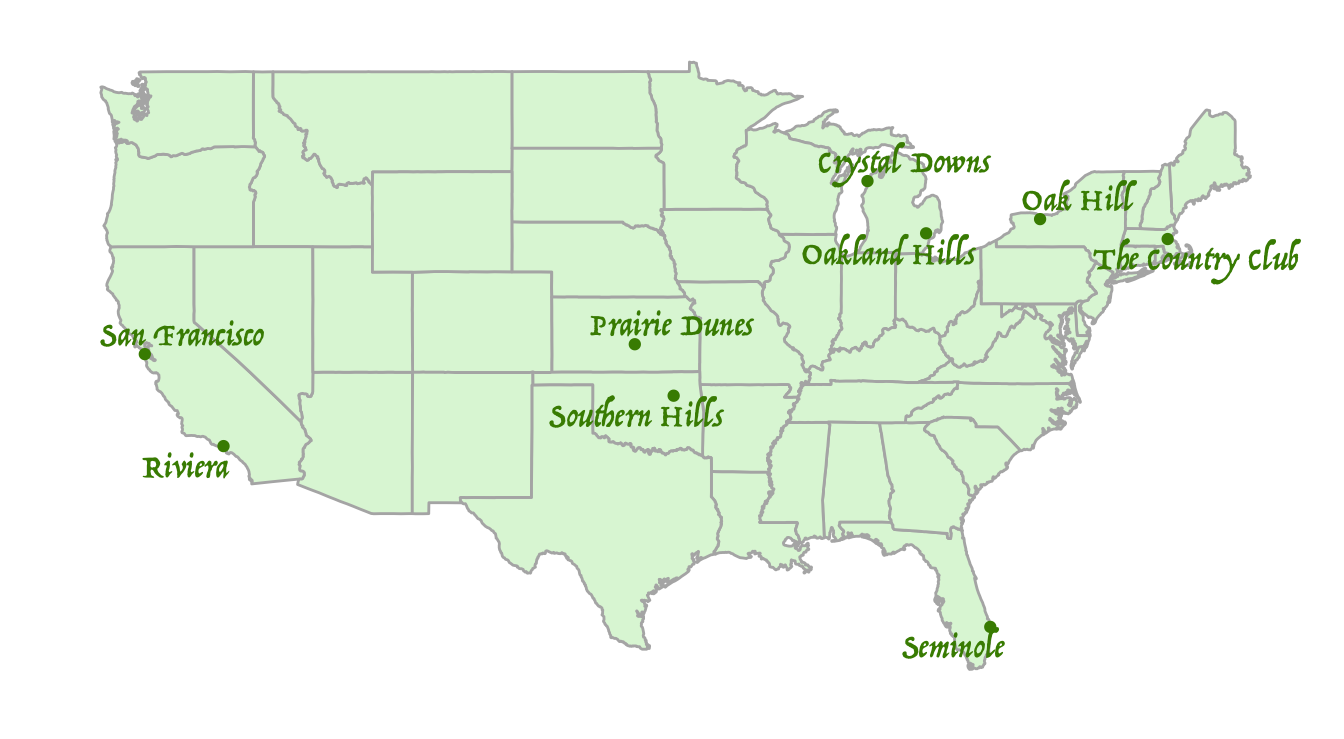 Crystal Downs
Oak Hill
Oakland Hills
The Country Club
San Francisco
Prairie Dunes
Southern Hills
Riviera
Seminole